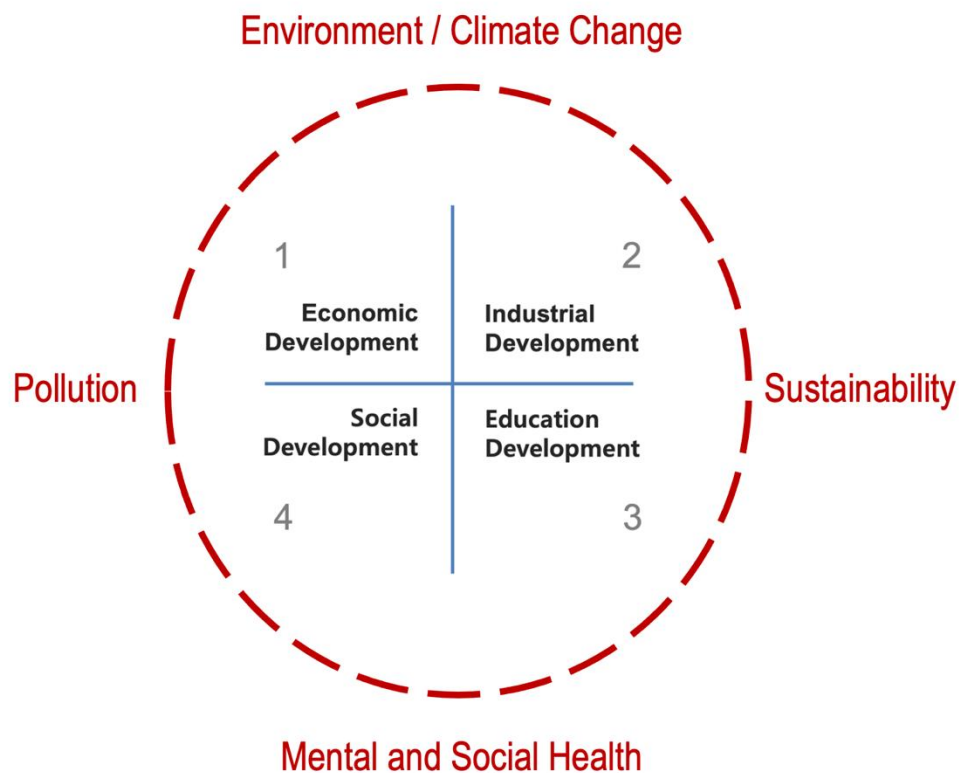 Environment / Climate Change
1
2
Economic
Development
Industrial
Development
Pollution
Sustainability
Social
Development
Education
Development
4
3
Mental and Social Health